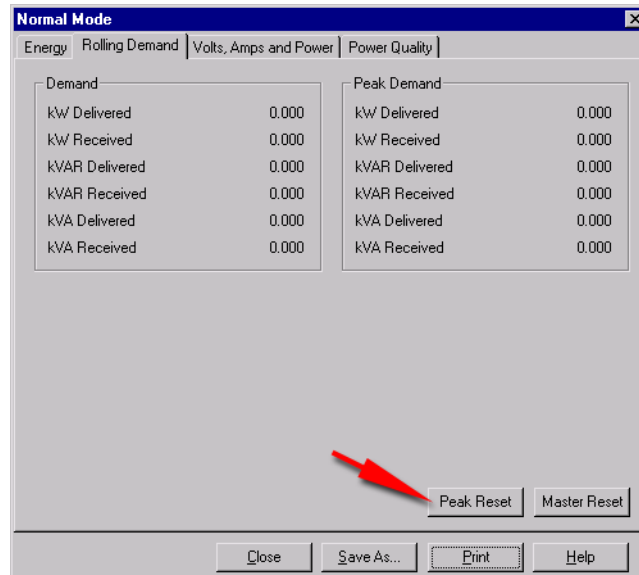 Normal Mode
Energy Rolling Demand Volts, Amps and Power Power Quality
Demand
kW Delivered 0.000
kW Received 0.000
kVAR Delivered 0.000
kVAR Received 0.000
kVA Delivered 0.000
kVA Received 0.000
Peak Demand
kW Delivered 0.000
kW Received 0.000
kVAR Delivered 0.000
kVAR Received 0.000
kVA Delivered 0.000
kVA Received 0.000
Peak Reset Master Reset
Close Save As... Print Help